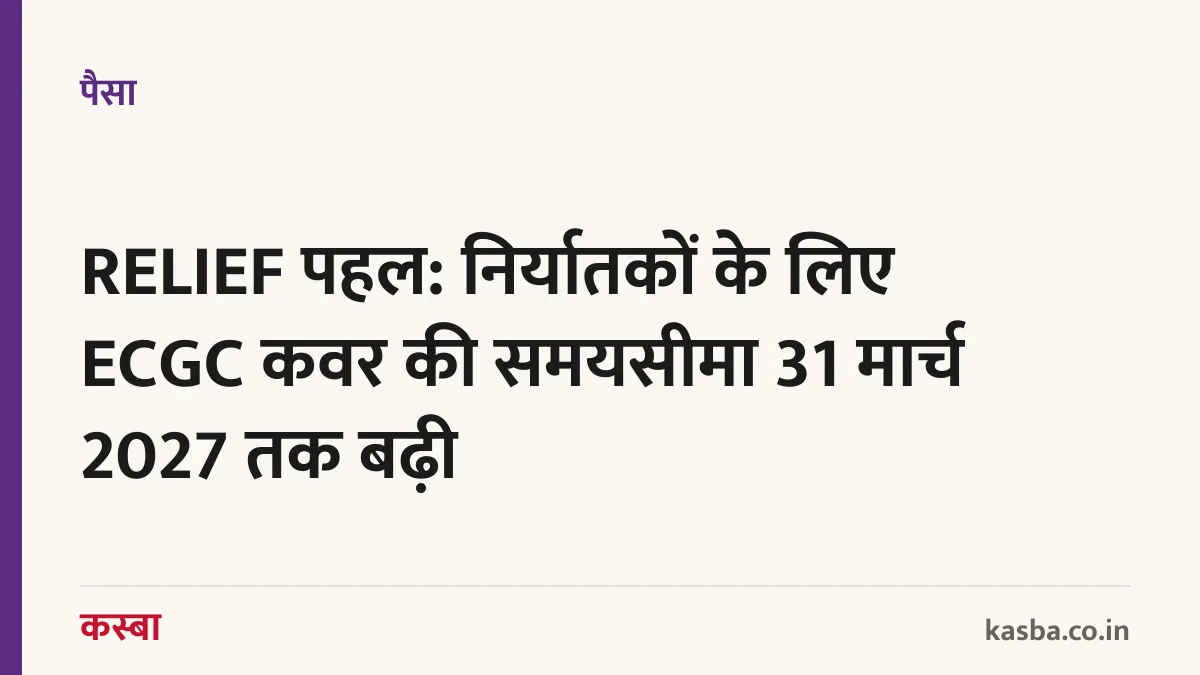 पैसा
RELIEF पहल: निर्यातकों के लिए
ECGC कवर की समयसीमा 31 मार्च
2027 तक बढ़ी
कस्बा
kasba.co.in